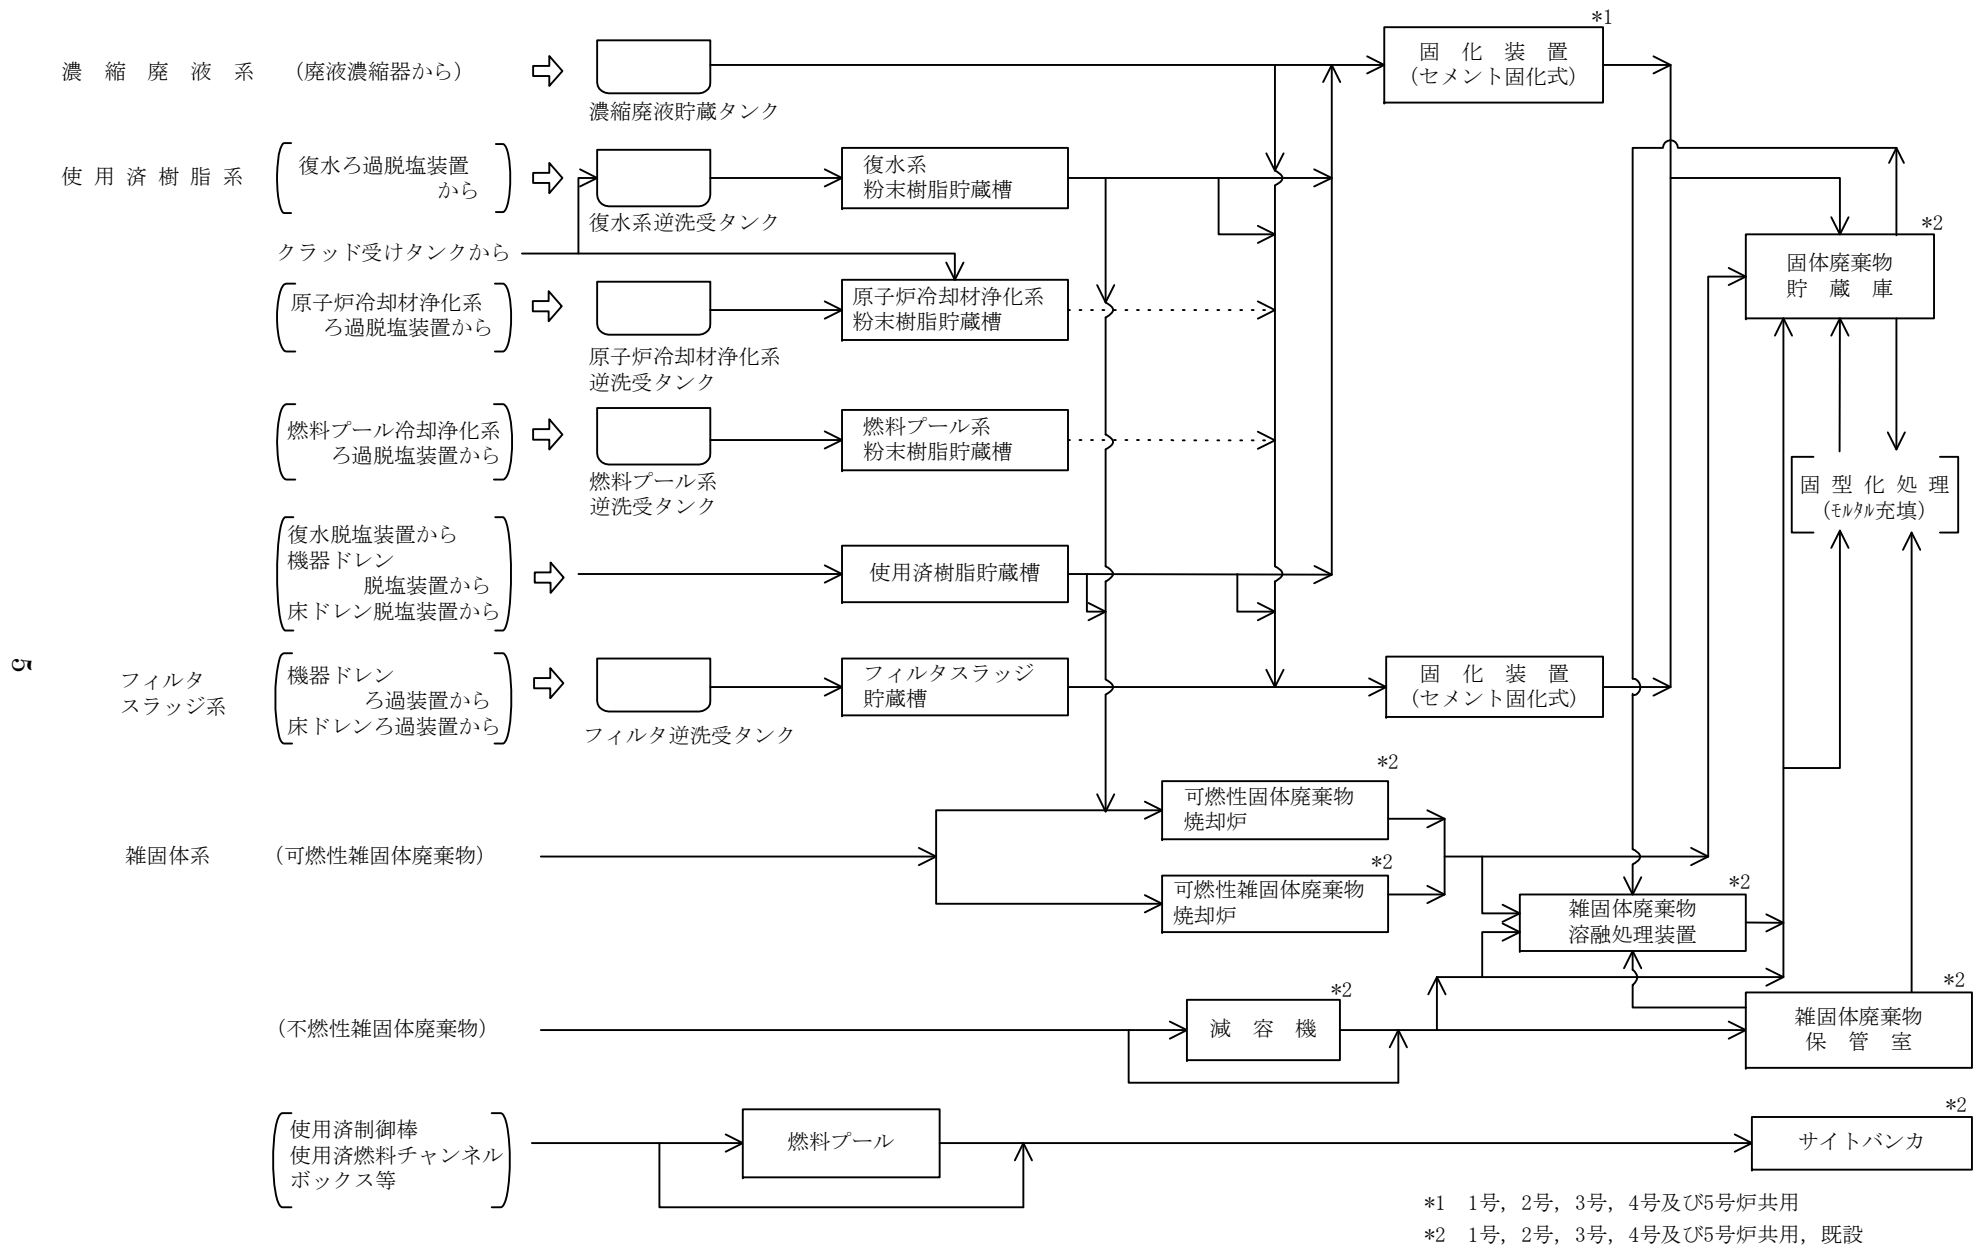 *1
濃縮廃液系 （廃液濃縮器から）
濃縮廃液貯蔵タンク
固化装置
（セメント固化式）
使用済樹脂系
復水ろ過脱塩装置
から
復水系逆洗受タンク
復水系
粉末樹脂貯蔵槽
クラッド受けタンクから
*2
固体廃棄物
貯蔵庫
原子炉冷却材浄化系
ろ過脱塩装置から
原子炉冷却材浄化系
逆洗受タンク
原子炉冷却材浄化系
粉末樹脂貯蔵槽
燃料プール冷却浄化系
ろ過脱塩装置から
燃料プール系
逆洗受タンク
燃料プール系
粉末樹脂貯蔵槽
固型化処理
（ﾓﾙﾀﾙ充填）
復水脱塩装置から
機器ドレン
脱塩装置から
床ドレン脱塩装置から
使用済樹脂貯蔵槽
5
フィルタ
スラッジ系
機器ドレン
ろ過装置から
床ドレンろ過装置から
フィルタ逆洗受タンク
フィルタスラッジ
貯蔵槽
固化装置
（セメント固化式）
*2
可燃性固体廃棄物
焼却炉
雑固体系 （可燃性雑固体廃棄物）
*2
可燃性雑固体廃棄物
焼却炉
*2
雑固体廃棄物
溶融処理装置
（不燃性雑固体廃棄物）
*2
減容機
*2
雑固体廃棄物
保管室
使用済制御棒
使用済燃料チャンネル
ボックス等
燃料プール
*2
サイトバンカ
*1 1号，2号，3号，4号及び5号炉共用
*2 1号，2号，3号，4号及び5号炉共用，既設